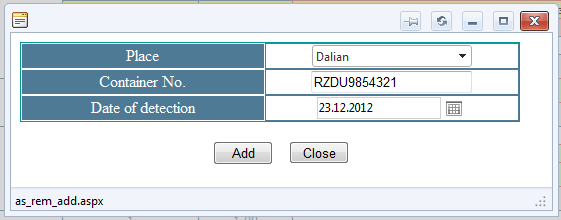 Place Dalian
Container No. RZDU9854321
Date of detection 23.12.2012
Add Close
as_rem_add.aspx